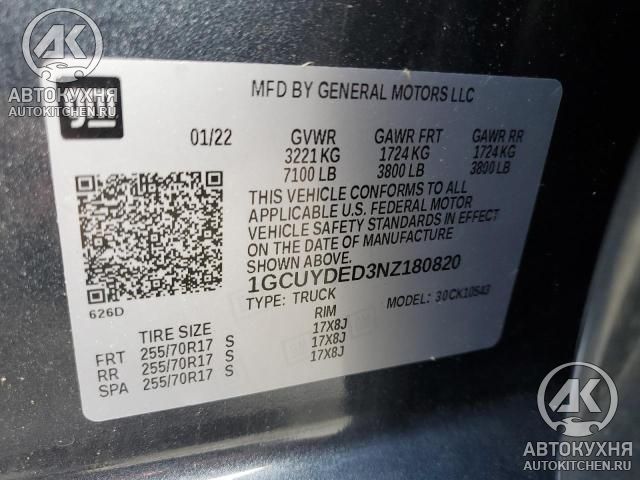 АВТОКУХНЯ
AUTOKITCHEN.RU
GM
MFD BY GENERAL MOTORS LLC
01/22 GVWR GAWR FRT GAWR RR
3221 KG 1724 KG 1724 KG
7100 LB 3800 LB 3800 LB
THIS VEHICLE CONFORMS TO ALL
APPLICABLE U.S. FEDERAL MOTOR
VEHICLE SAFETY STANDARDS IN EFFECT
ON THE DATE OF MANUFACTURE
SHOWN ABOVE.
1GCUYDED3NZ180820
626D TYPE: TRUCK MODEL: 30CK10543
TIRE SIZE RIM
FRT 255/70R17 S 17X8J
RR 255/70R17 S 17X8J
SPA 255/70R17 S 17X8J
АВТОКУХНЯ
AUTOKITCHEN.RU